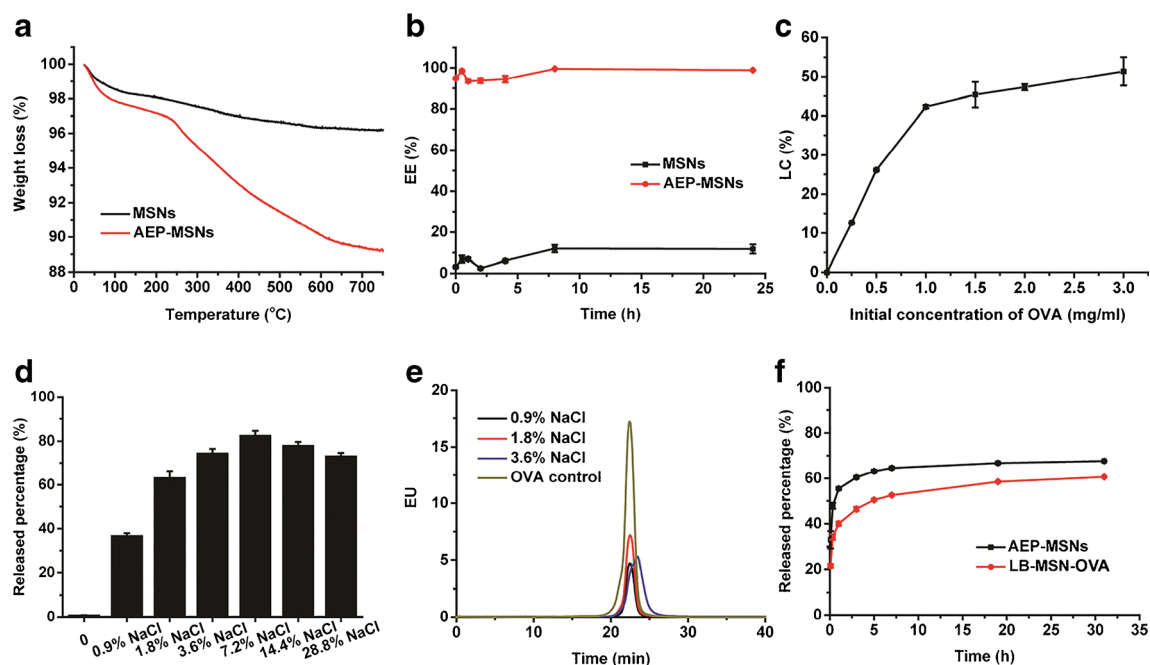 a
100
98
96
94
92
90
88
Weight loss (%)
MSNs
AEP-MSNs
0 100 200 300 400 500 600 700
Temperature (°C)
b
100
80
60
40
20
0
EE (%)
MSNs
AEP-MSNs
0 5 10 15 20 25
Time (h)
c
60
50
40
30
20
10
0
LC (%)
0.0 0.5 1.0 1.5 2.0 2.5 3.0
Initial concentration of OVA (mg/ml)
d
100
80
60
40
20
0
Released percentage (%)
0
0.9% NaCl
1.8% NaCl
3.6% NaCl
7.2% NaCl
14.4% NaCl
28.8% NaCl
e
20
15
10
5
0
EU
0.9% NaCl
1.8% NaCl
3.6% NaCl
OVA control
0 10 20 30 40
Time (min)
f
100
80
60
40
20
0
Released percentage (%)
AEP-MSNs
LB-MSN-OVA
0 5 10 15 20 25 30 35
Time (h)